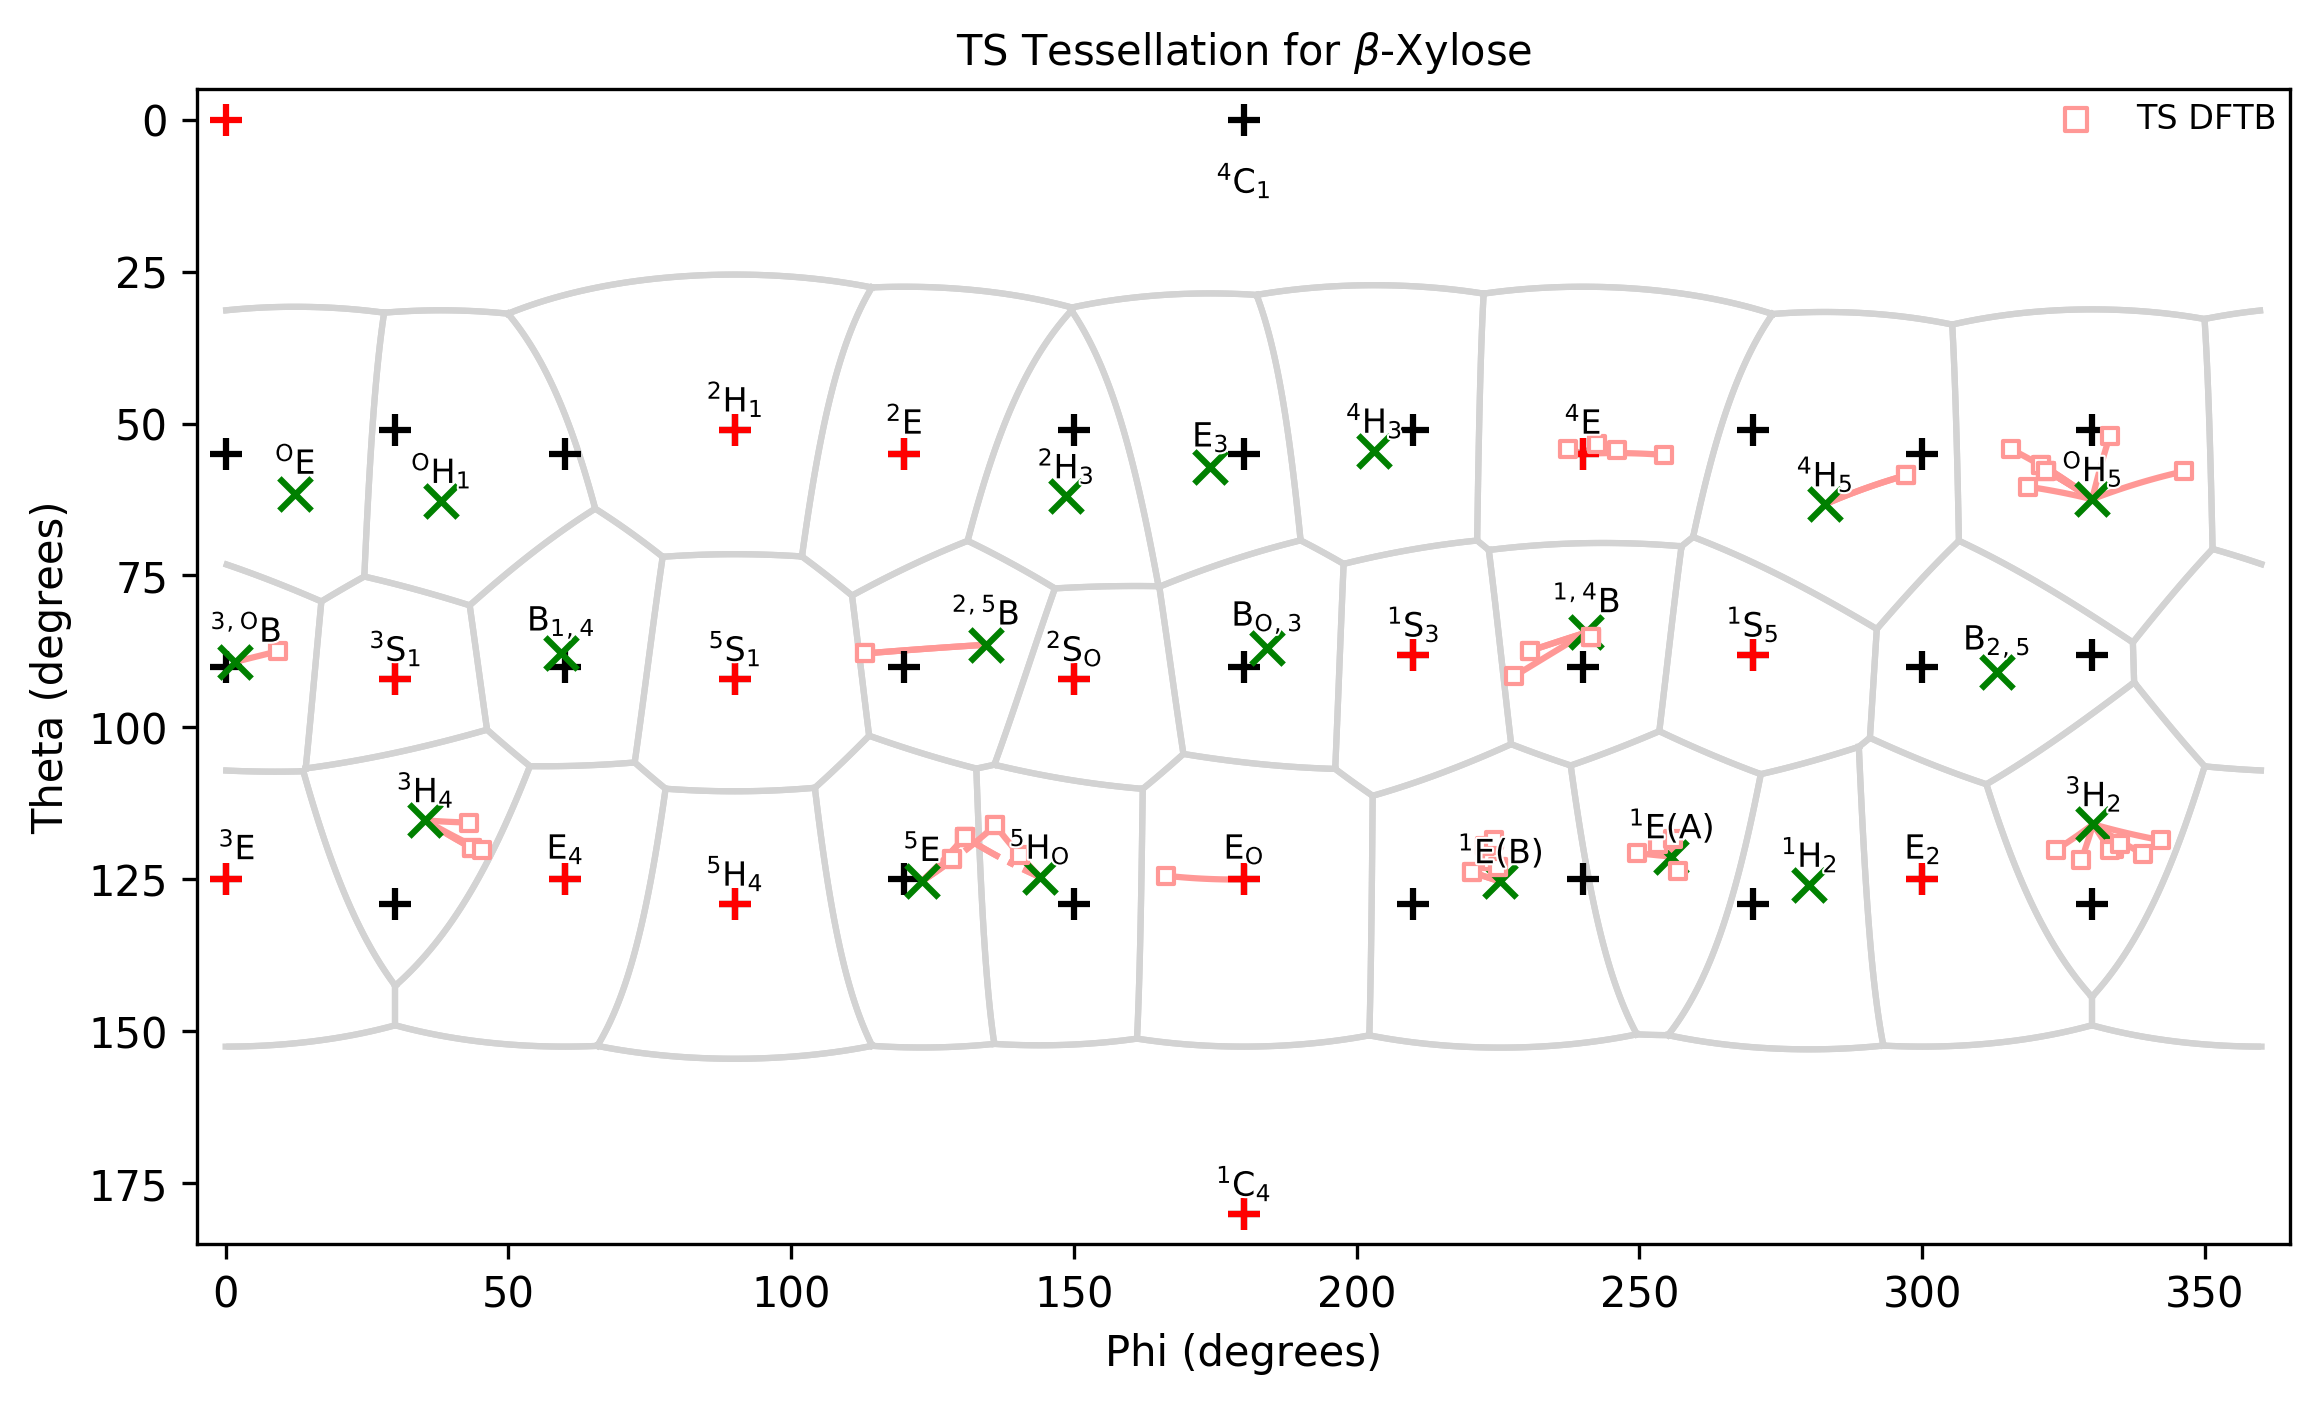 TS Tessellation for β-Xylose
TS DFTB
0
25
50
75
100
125
150
175
Theta (degrees)
⁴C₁
²H₁
²E
⁴H₃
⁴E
E₃
ᴼE
ᴼH₁
²H₃
⁴H₅
ᴼH₅
³,ᴼB
³S₁
B₁,₄
⁵S₁
²,⁵B
²Sₒ
Bₒ,₃
¹S₃
¹,⁴B
¹S₅
B₂,₅
³H₄
³H₂
³E
E₄
⁵H₄
⁵E
⁵Hₒ
Eₒ
¹E(B)
¹E(A)
¹H₂
E₂
¹C₄
0
50
100
150
200
250
300
350
Phi (degrees)